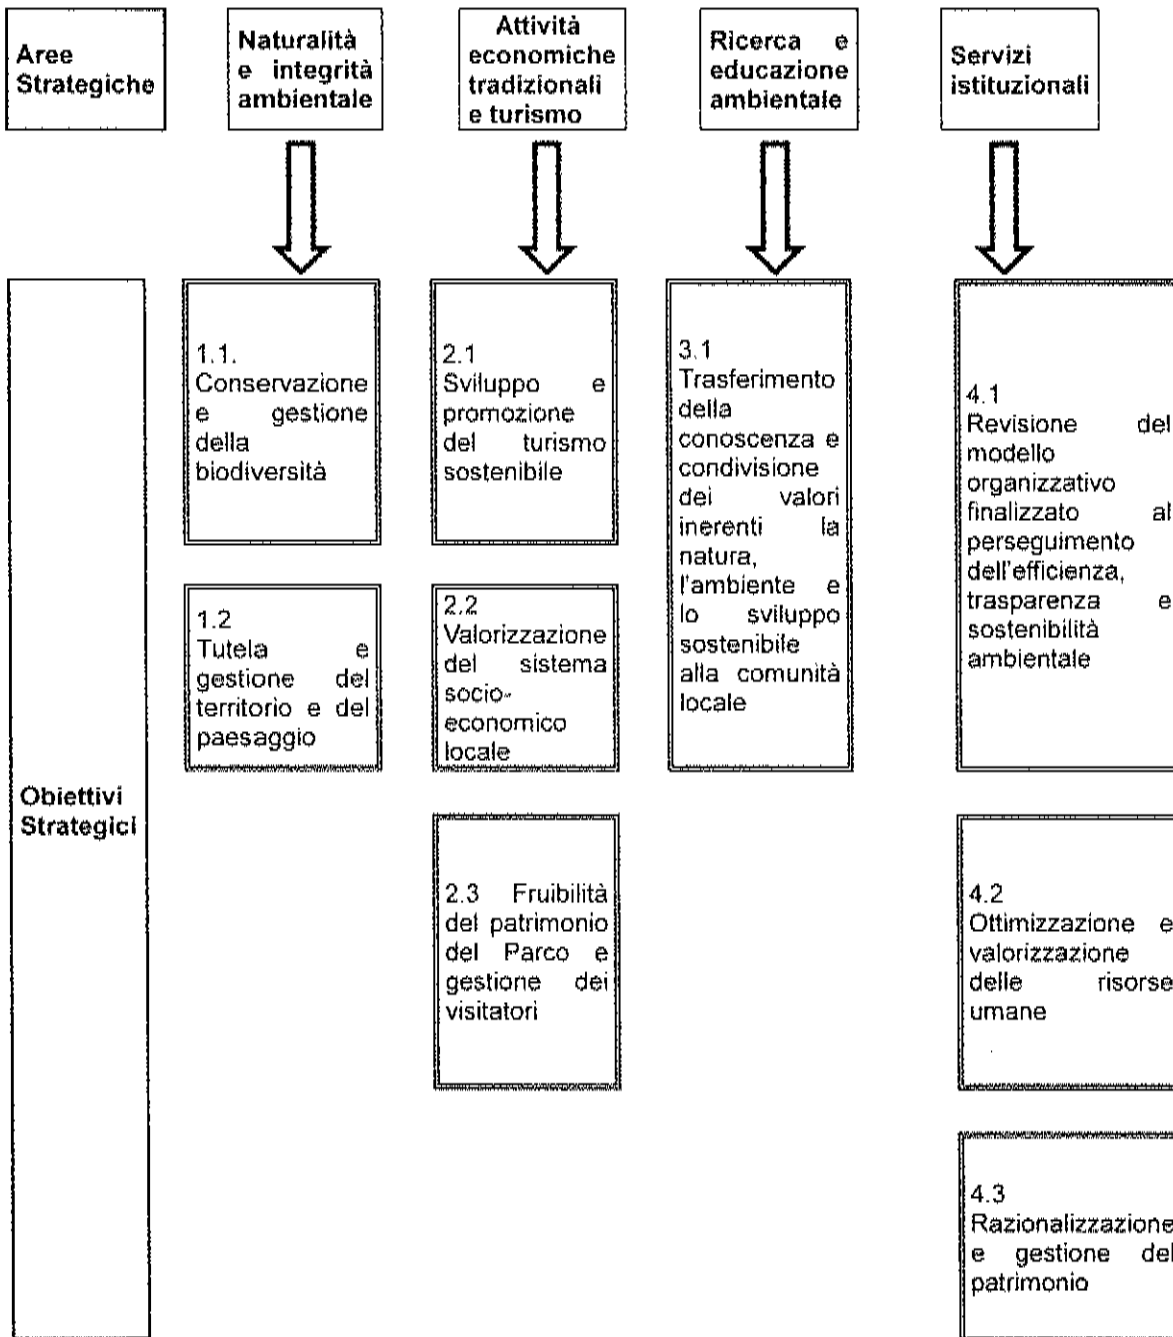 Aree
Strategiche
Naturalità
e integrità
ambientale
Attività
economiche
tradizionali
e turismo
Ricerca e
educazione
ambientale
Servizi
istituzionali
Obiettivi
Strategici
1.1.
Conservazione
e gestione
della
biodiversità
1.2
Tutela e
gestione del
territorio e del
paesaggio
2.1
Sviluppo e
promozione
del turismo
sostenibile
2.2
Valorizzazione
del sistema
socio-
economico
locale
2.3 Fruibilità
del patrimonio
del Parco e
gestione dei
visitatori
3.1
Trasferimento
della
conoscenza e
condivisione
dei valori
inerenti la
natura,
l'ambiente e
lo sviluppo
sostenibile
alla comunità
locale
4.1
Revisione del
modello
organizzativo
finalizzato al
perseguimento
dell'efficienza,
trasparenza e
sostenibilità
ambientale
4.2
Ottimizzazione e
valorizzazione
delle risorse
umane
4.3
Razionalizzazione
e gestione del
patrimonio